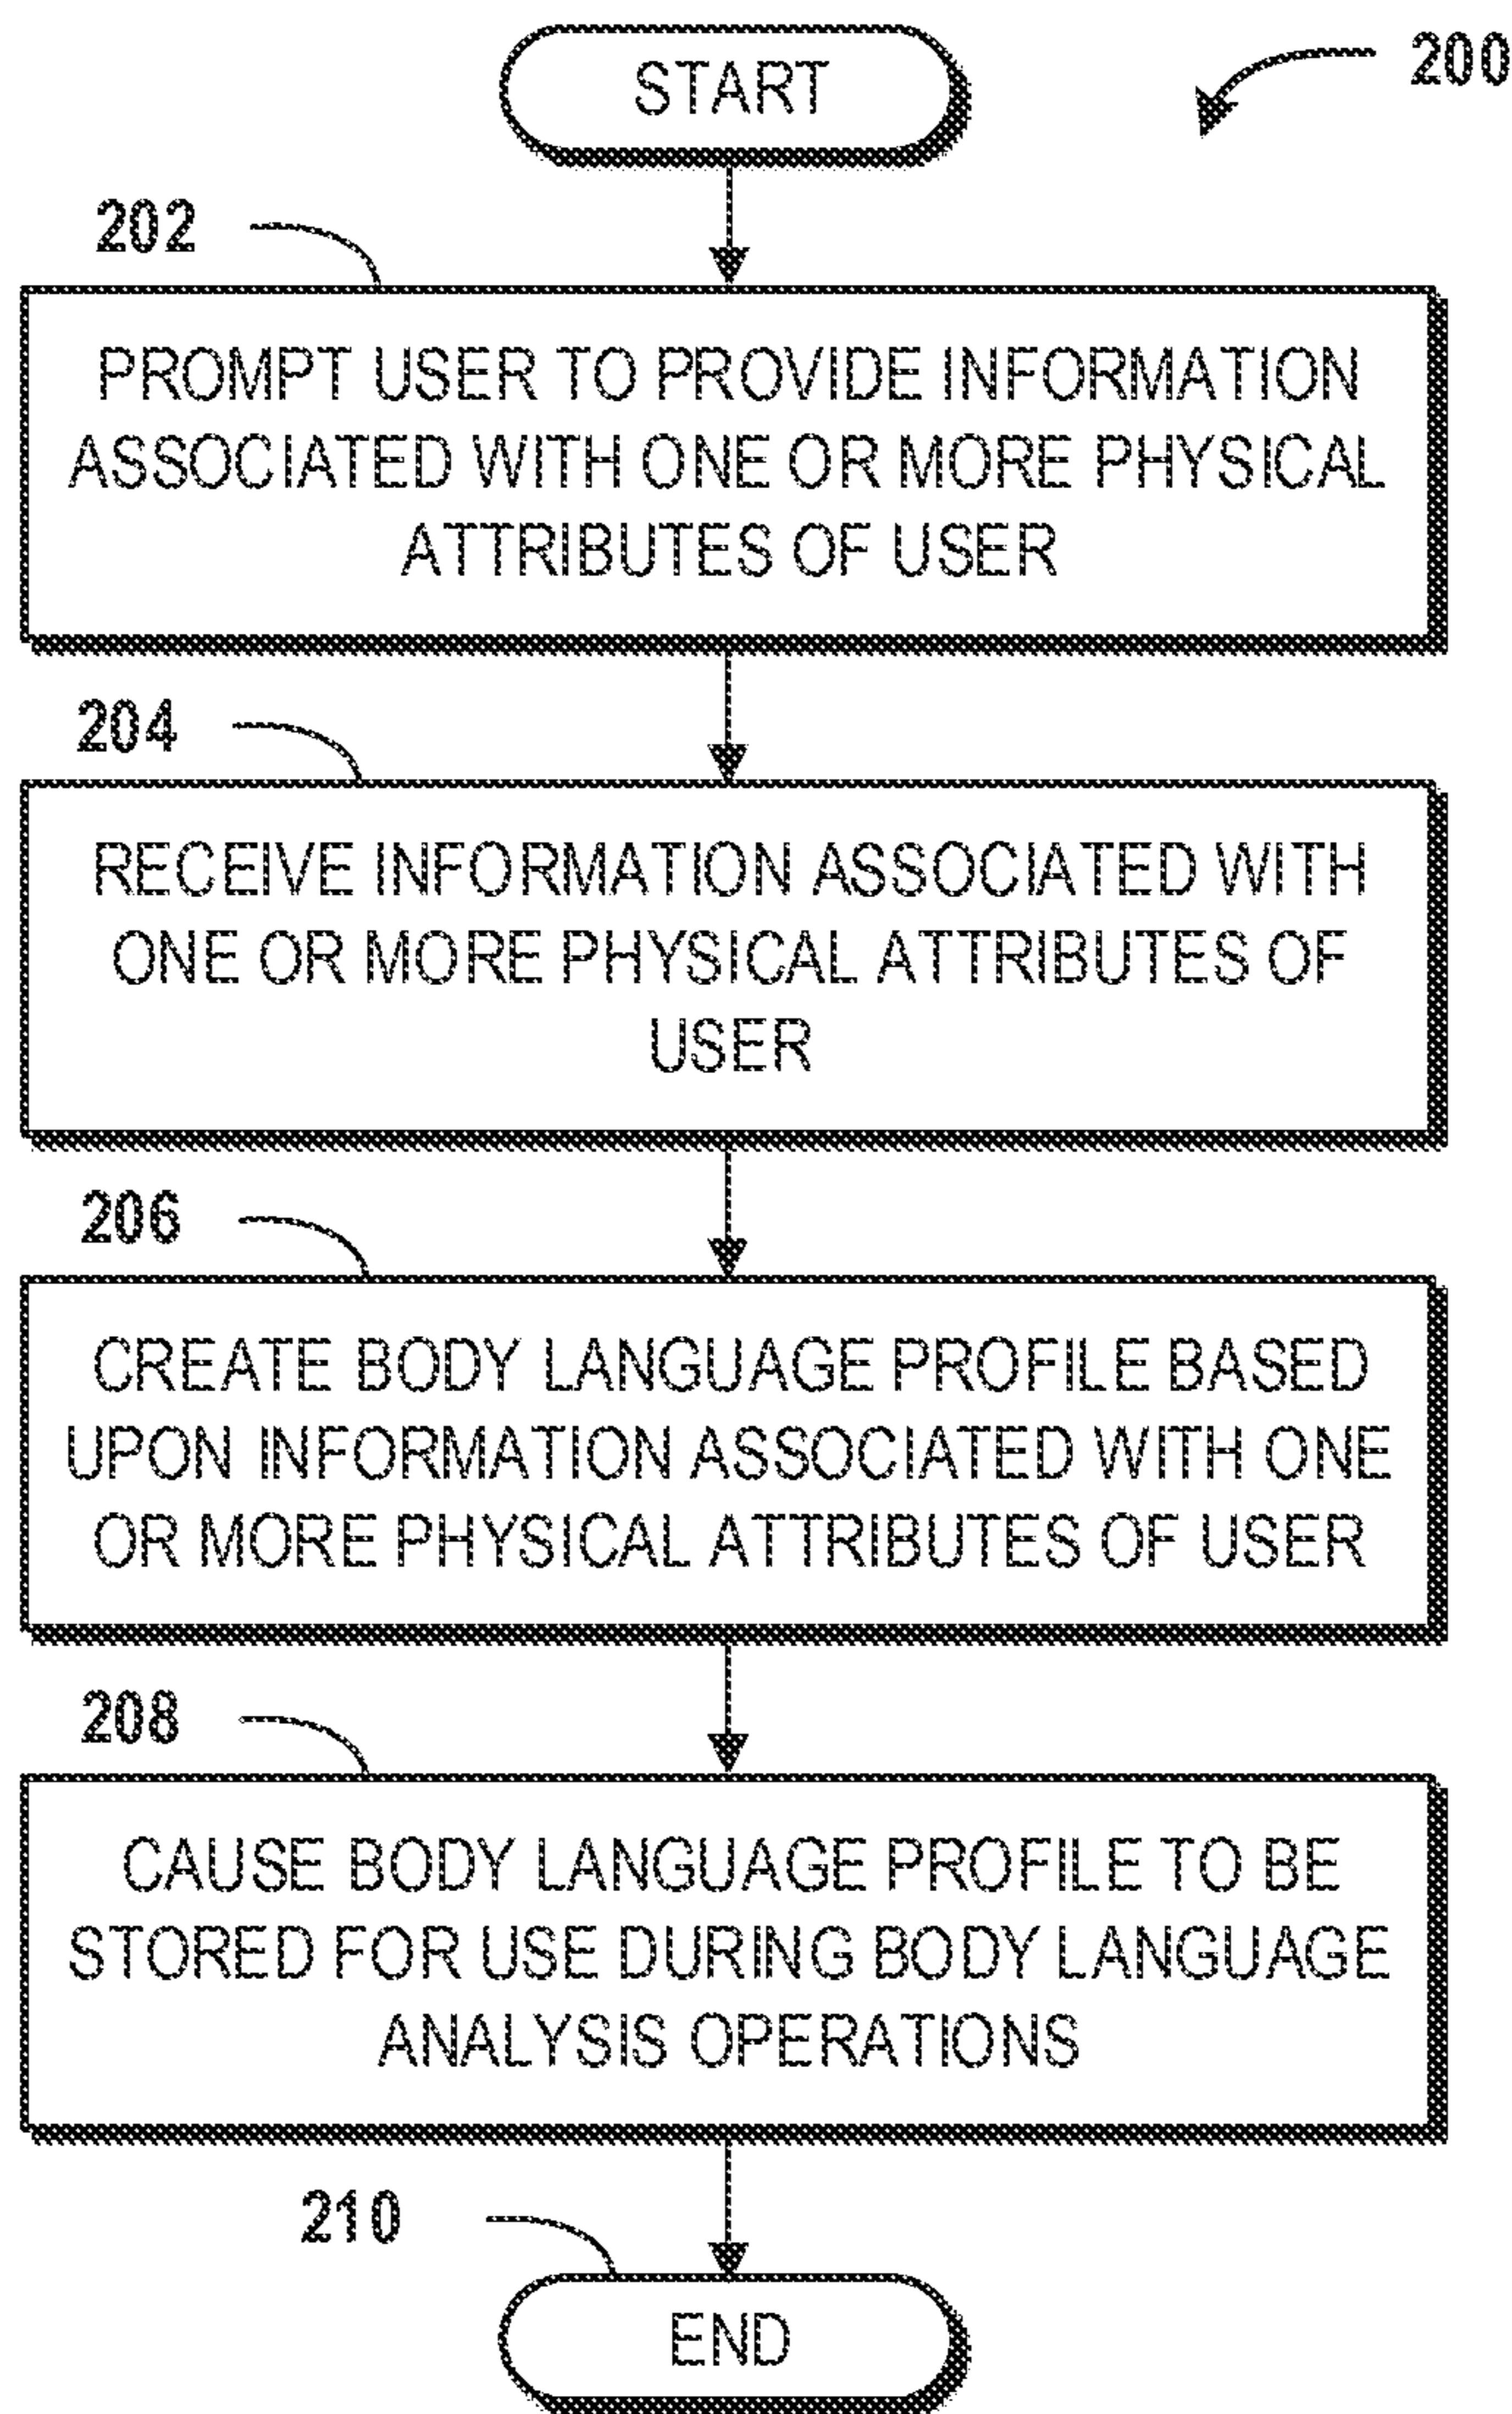 START
200
202
PROMPT USER TO PROVIDE INFORMATION
ASSOCIATED WITH ONE OR MORE PHYSICAL
ATTRIBUTES OF USER
204
RECEIVE INFORMATION ASSOCIATED WITH
ONE OR MORE PHYSICAL ATTRIBUTES OF
USER
206
CREATE BODY LANGUAGE PROFILE BASED
UPON INFORMATION ASSOCIATED WITH ONE
OR MORE PHYSICAL ATTRIBUTES OF USER
208
CAUSE BODY LANGUAGE PROFILE TO BE
STORED FOR USE DURING BODY LANGUAGE
ANALYSIS OPERATIONS
210
END